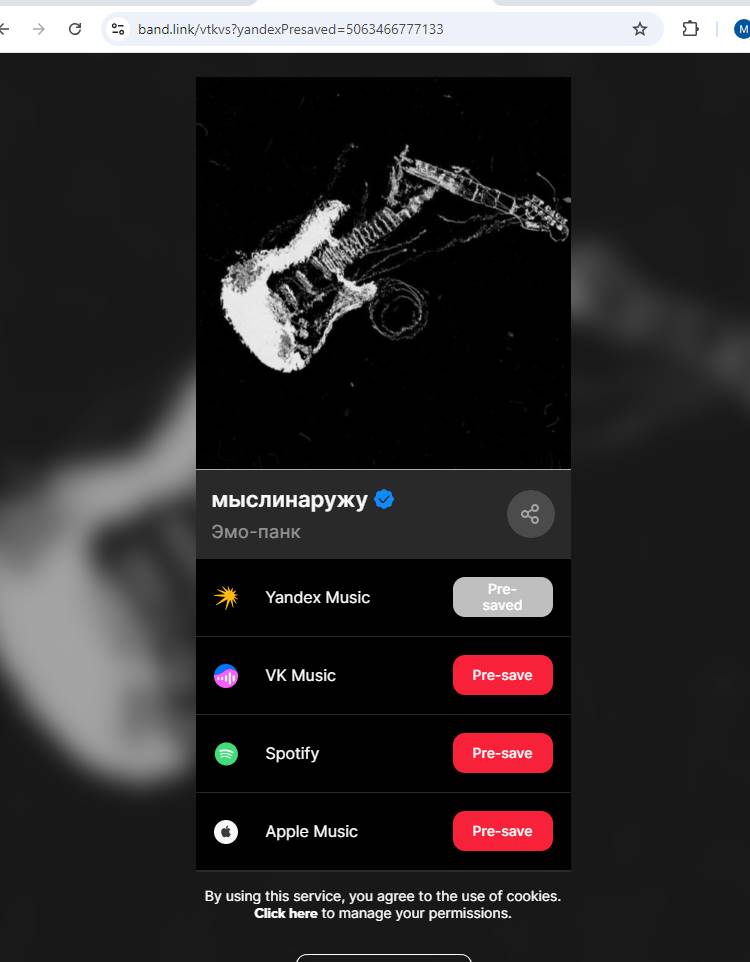 band.link/vtkvs?yandexPresaved=5063466777133
M
мыслинаружу
Эмо-панк
Yandex Music
Pre-
saved
VK Music
Pre-save
Spotify
Pre-save
Apple Music
Pre-save
By using this service, you agree to the use of cookies.
Click here to manage your permissions.